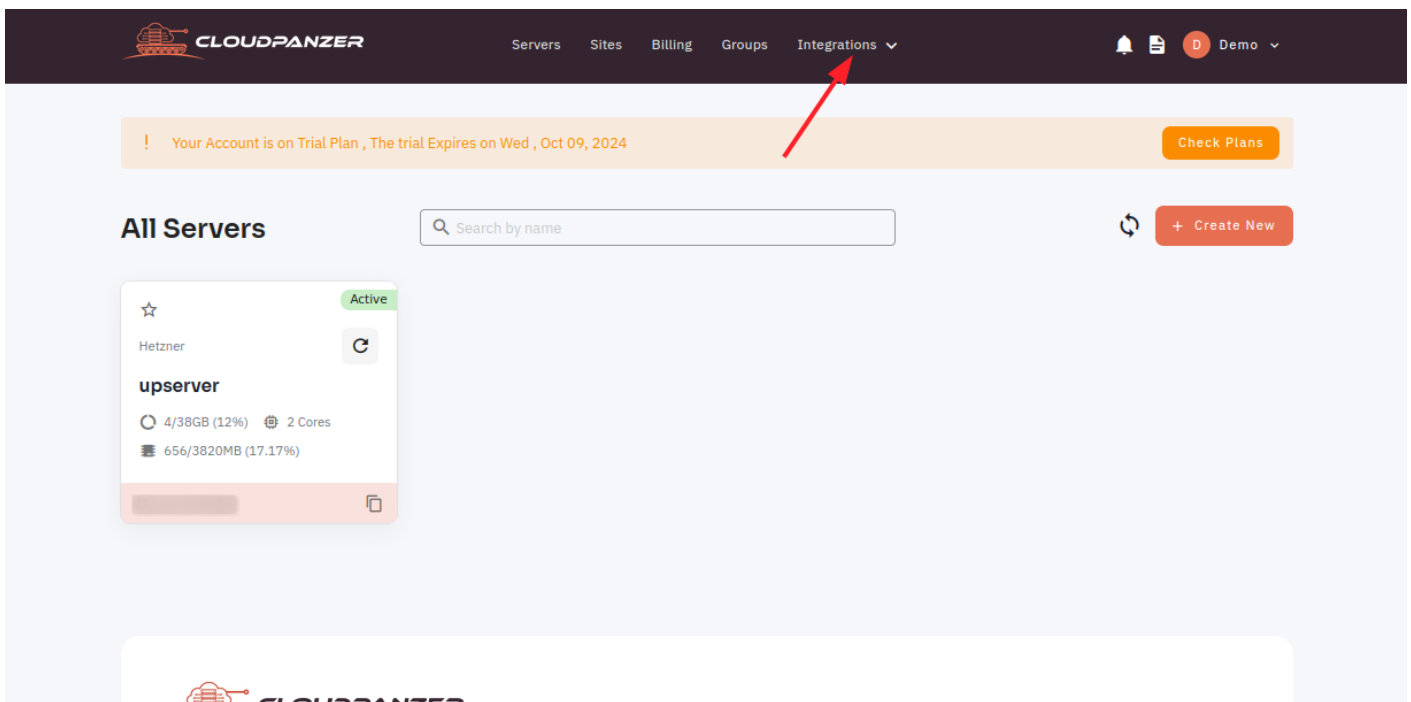 CLOUDPANZER
Servers Sites Billing Groups Integrations
D Demo
! Your Account is on Trial Plan , The trial Expires on Wed , Oct 09, 2024
Check Plans
All Servers
Search by name
+ Create New
Active
Hetzner
upserver
4/38GB (12%) 2 Cores
656/3820MB (17.17%)
CLOUDPANZER